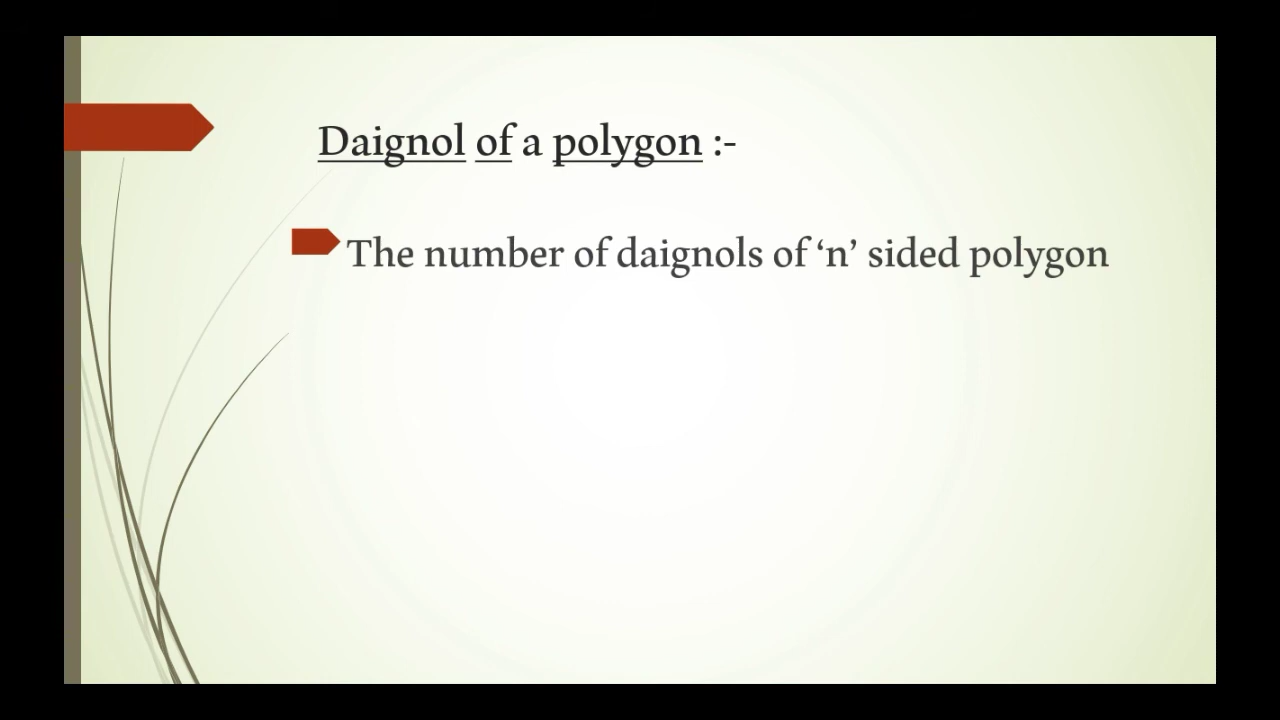 Daignol of a polygon :-
The number of daignols of ‘n’ sided polygon